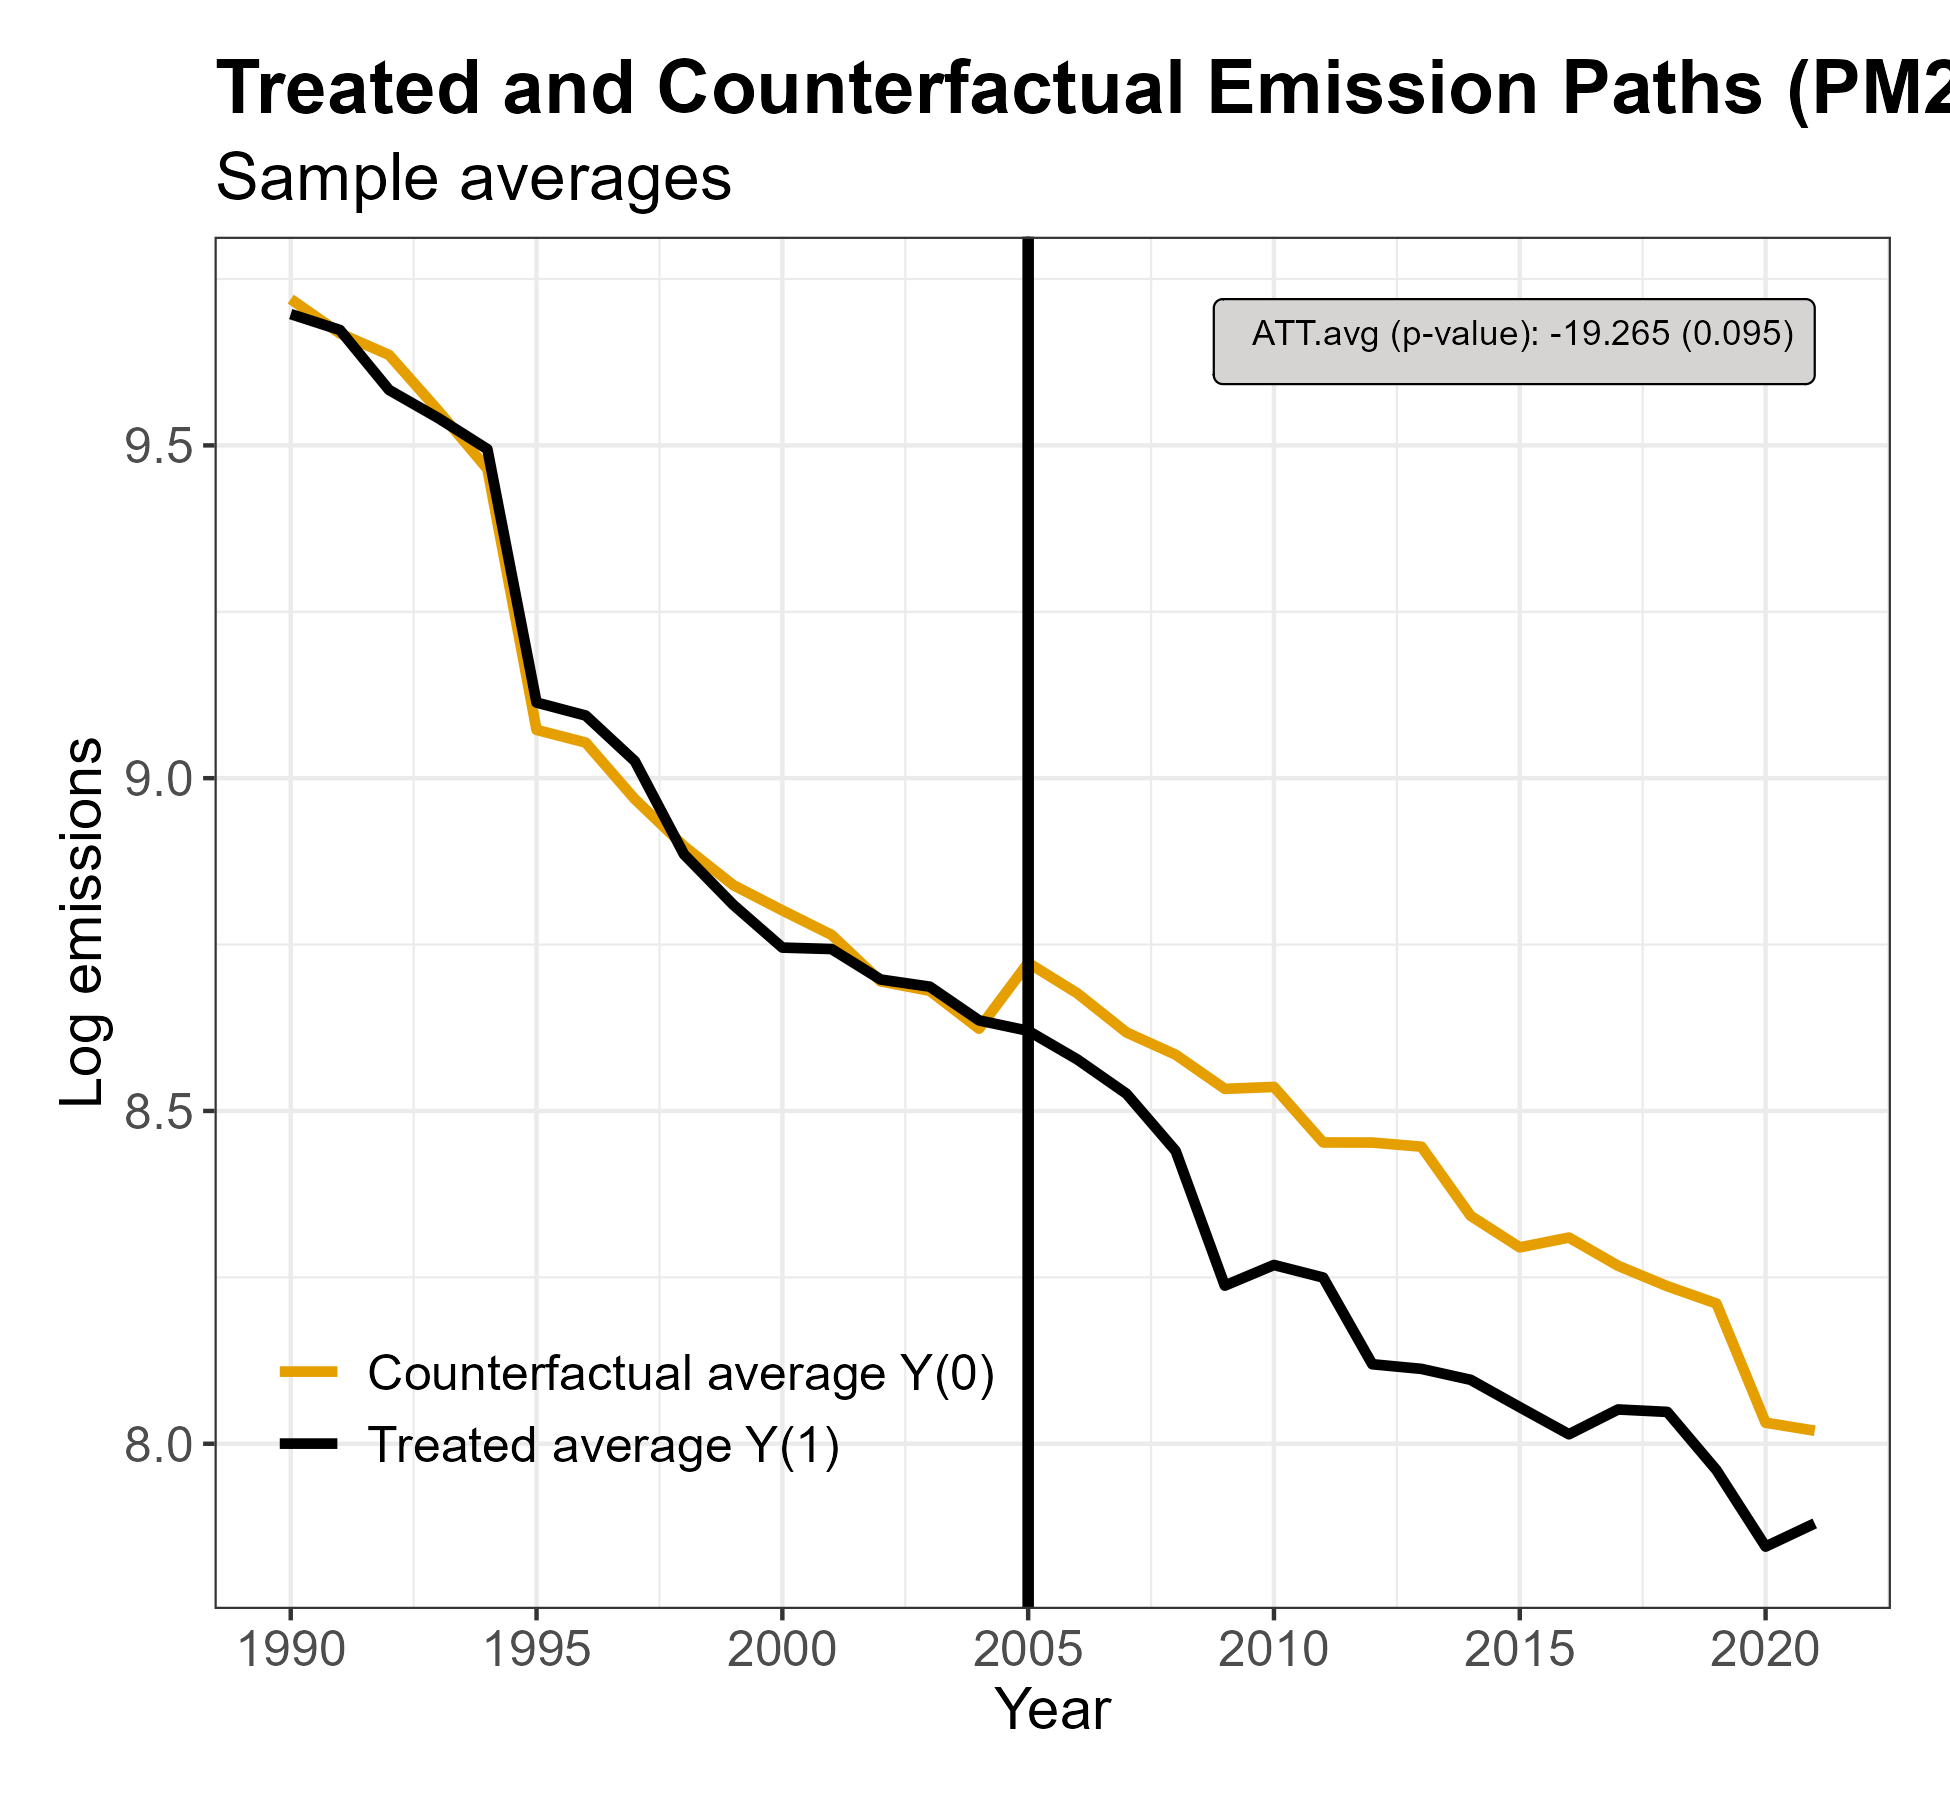 Treated and Counterfactual Emission Paths (PM2
Sample averages
ATT.avg (p-value): -19.265 (0.095)
Log emissions
9.5
9.0
8.5
8.0
Counterfactual average Y(0)
Treated average Y(1)
1990 1995 2000 2005 2010 2015 2020
Year